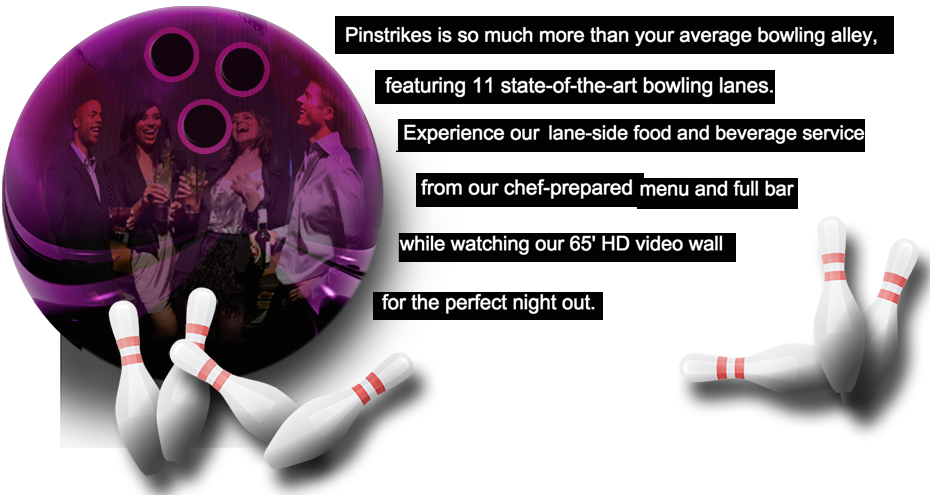 Pinstrikes is so much more than your average bowling alley,
featuring 11 state-of-the-art bowling lanes.
Experience our lane-side food and beverage service
from our chef-prepared menu and full bar
while watching our 65' HD video wall
for the perfect night out.